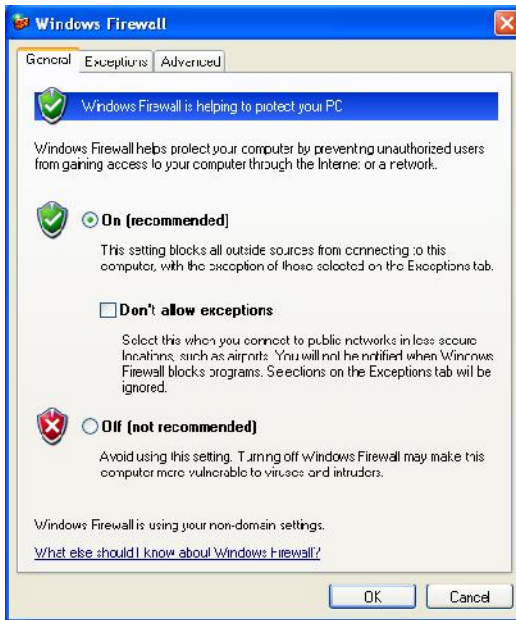 Windows Firewall
General Exceptions Advanced
Windows Firewall is helping to protect your PC
Windows Firewall helps protect your computer by preventing unauthorized users
from gaining access to your computer through the Internet or a network.
On (recommended)
This setting blocks all outside sources from connecting to this
computer, with the exception of those selected on the Exceptions tab.
Don't allow exceptions
Select this when you connect to public networks in less secure
locations, such as airports. You will not be notified when Windows
Firewall blocks programs. Selections on the Exceptions tab will be
ignored.
Off (not recommended)
Avoid using this setting. Turning off Windows Firewall may make this
computer more vulnerable to viruses and intruders.
Windows Firewall is using your non-domain settings.
What else should I know about Windows Firewall?
OK Cancel